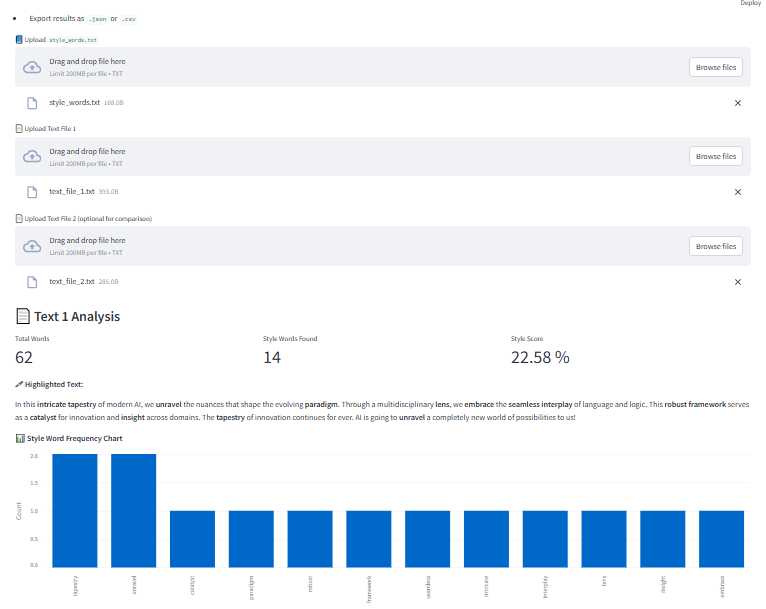 Deploy
Export results as .json or .csv
Upload style_words.txt
Drag and drop file here
Limit 200MB per file • TXT
Browse files
style_words.txt 168.0B
Upload Text File 1
Drag and drop file here
Limit 200MB per file • TXT
Browse files
text_file_1.txt 393.0B
Upload Text File 2 (optional for comparison)
Drag and drop file here
Limit 200MB per file • TXT
Browse files
text_file_2.txt 285.0B
Text 1 Analysis
Total Words
Style Words Found
Style Score
62
14
22.58 %
Highlighted Text:
In this intricate tapestry of modern AI, we unravel the nuances that shape the evolving paradigm. Through a multidisciplinary lens, we embrace the seamless interplay of language and logic. This robust framework serves
as a catalyst for innovation and insight across domains. The tapestry of innovation continues for ever. AI is going to unravel a completely new world of possibilities to us!
Style Word Frequency Chart
2.0
1.5
1.0
0.5
0.0
Count
tapestry
unravel
catalyst
paradigm
robust
framework
seamless
intricate
interplay
lens
insight
embrace